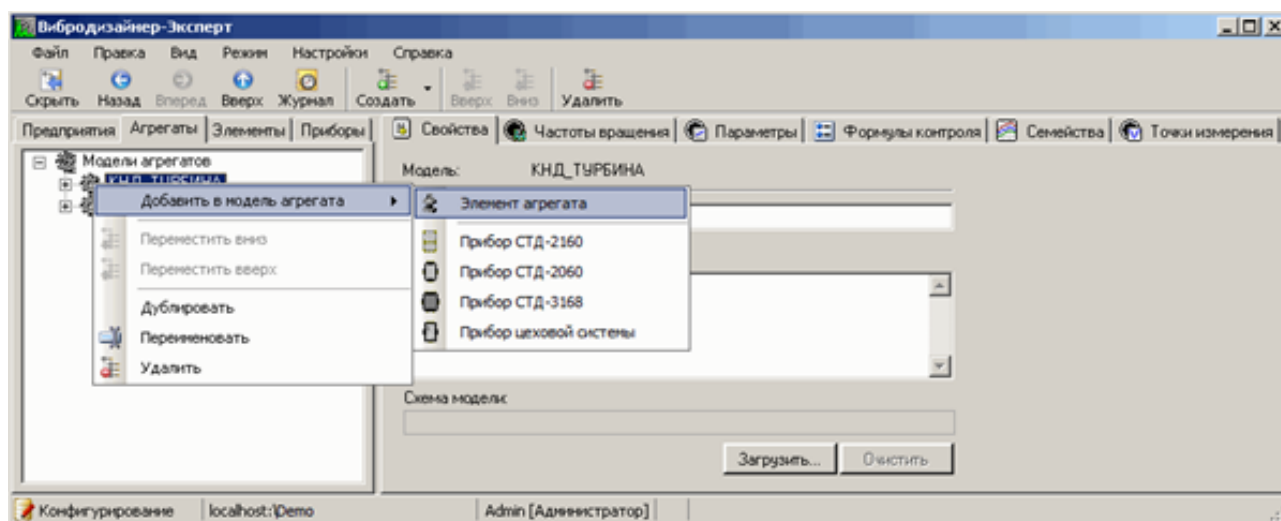 Вибродизайнер-Эксперт
Файл Правка Вид Режим Настройки Справка
Скрыть Назад Вперед Вверх Журнал Создать Вверх Вниз Удалить
Предприятия Агрегаты Элементы Приборы Свойства Частоты вращения Параметры Формулы контроля Семейства Точки измерения
Модели агрегатов
КНД_ТУРБИНА
Модель: КНД_ТУРБИНА
Добавить в модель агрегата
Переместить вниз
Переместить вверх
Дублировать
Переименовать
Удалить
Элемент агрегата
Прибор СТД-2160
Прибор СТД-2060
Прибор СТД-3168
Прибор цеховой системы
Схема модели:
Загрузить... Очистить
Конфигурирование localhost:\Demo Admin [Администратор]